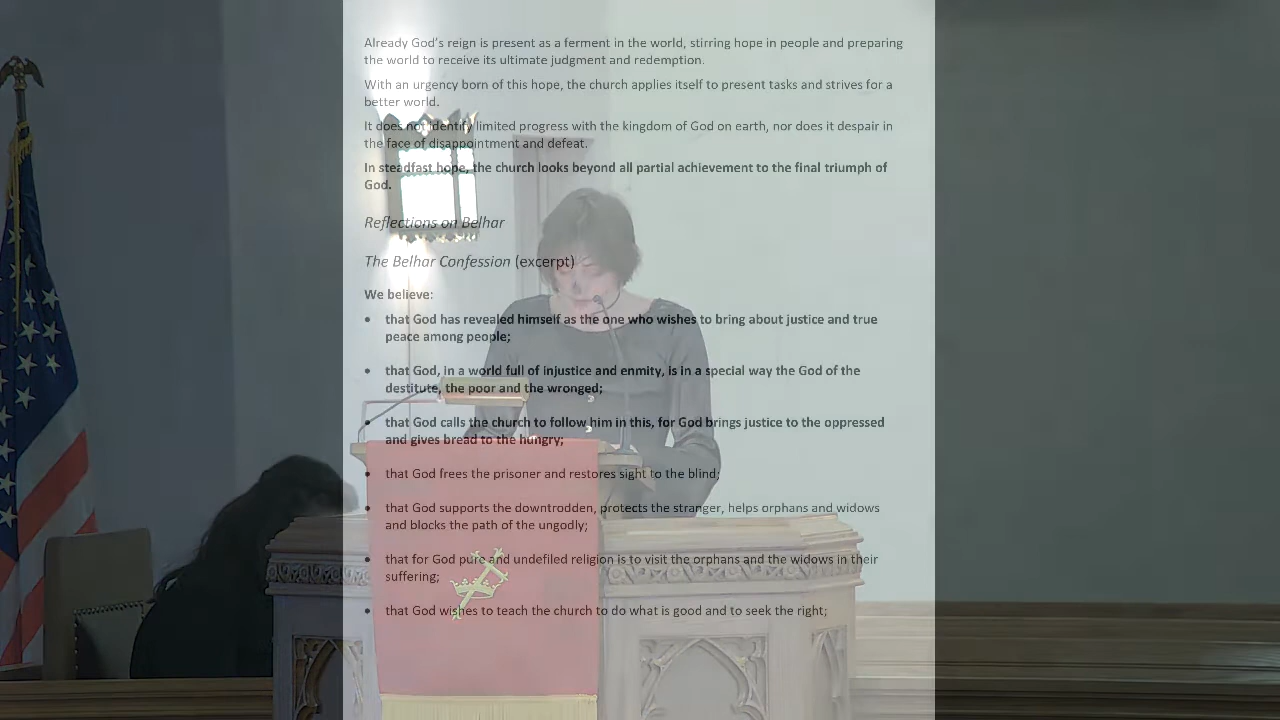 Already God's reign is present as a ferment in the world, stirring hope in people and preparing
the world to receive its ultimate judgment and redemption.
With an urgency born of this hope, the church applies itself to present tasks and strives for a
better world.
It does not identify limited progress with the kingdom of God on earth, nor does it despair in
the face of disappointment and defeat.
In steadfast hope, the church looks beyond all partial achievement to the final triumph of
God.
Reflections on Belhar
The Belhar Confession (excerpt)
We believe:
• that God has revealed himself as the one who wishes to bring about justice and true
peace among people;
• that God, in a world full of injustice and enmity, is in a special way the God of the
destitute, the poor and the wronged;
• that God calls the church to follow him in this, for God brings justice to the oppressed
and gives bread to the hungry;
• that God frees the prisoner and restores sight to the blind;
• that God supports the downtrodden, protects the stranger, helps orphans and widows
and blocks the path of the ungodly;
• that for God pure and undefiled religion is to visit the orphans and the widows in their
suffering;
• that God wishes to teach the church to do what is good and to seek the right;